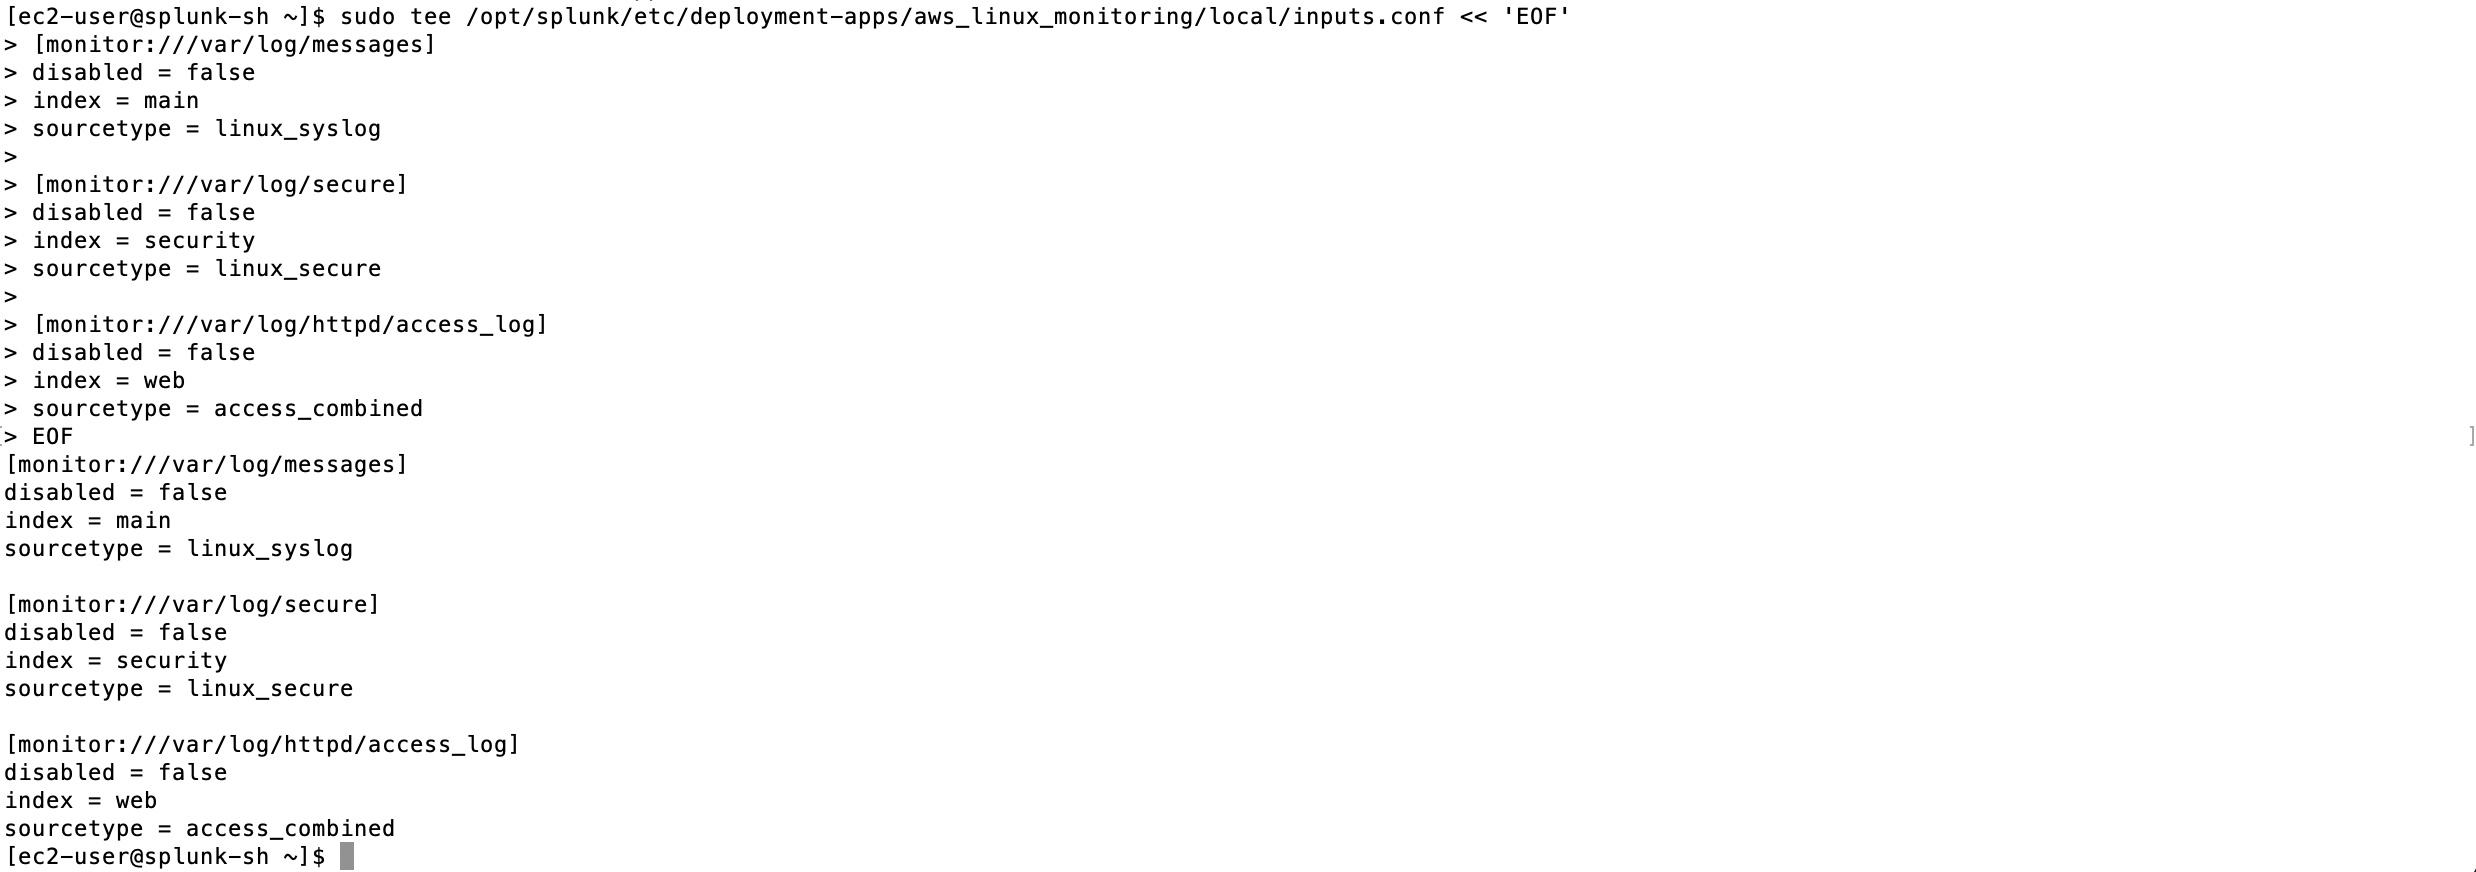 [ec2-user@splunk-sh ~]$ sudo tee /opt/splunk/etc/deployment-apps/aws_linux_monitoring/local/inputs.conf << 'EOF'
> [monitor:///var/log/messages]
> disabled = false
> index = main
> sourcetype = linux_syslog
>
> [monitor:///var/log/secure]
> disabled = false
> index = security
> sourcetype = linux_secure
>
> [monitor:///var/log/httpd/access_log]
> disabled = false
> index = web
> sourcetype = access_combined
[> EOF ]
[monitor:///var/log/messages]
disabled = false
index = main
sourcetype = linux_syslog

[monitor:///var/log/secure]
disabled = false
index = security
sourcetype = linux_secure

[monitor:///var/log/httpd/access_log]
disabled = false
index = web
sourcetype = access_combined
[ec2-user@splunk-sh ~]$